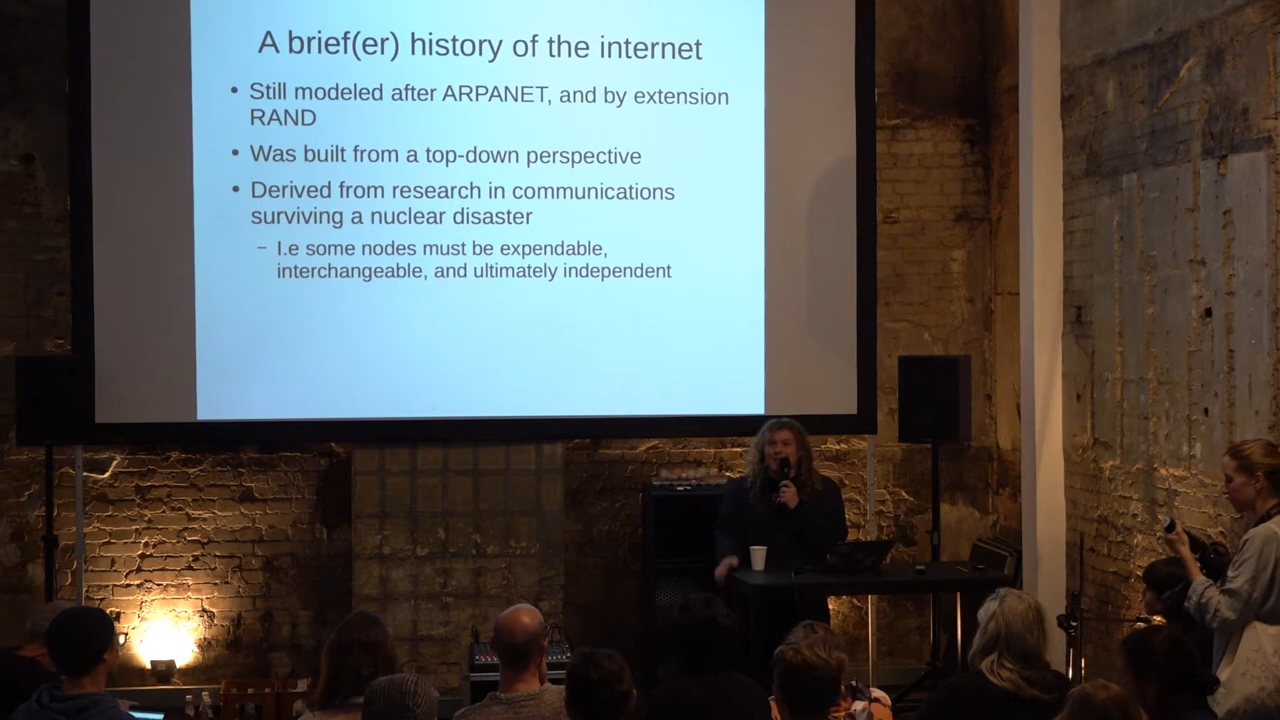 A brief(er) history of the internet
• Still modeled after ARPANET, and by extension
RAND
• Was built from a top-down perspective
• Derived from research in communications
surviving a nuclear disaster
– I.e some nodes must be expendable,
interchangeable, and ultimately independent